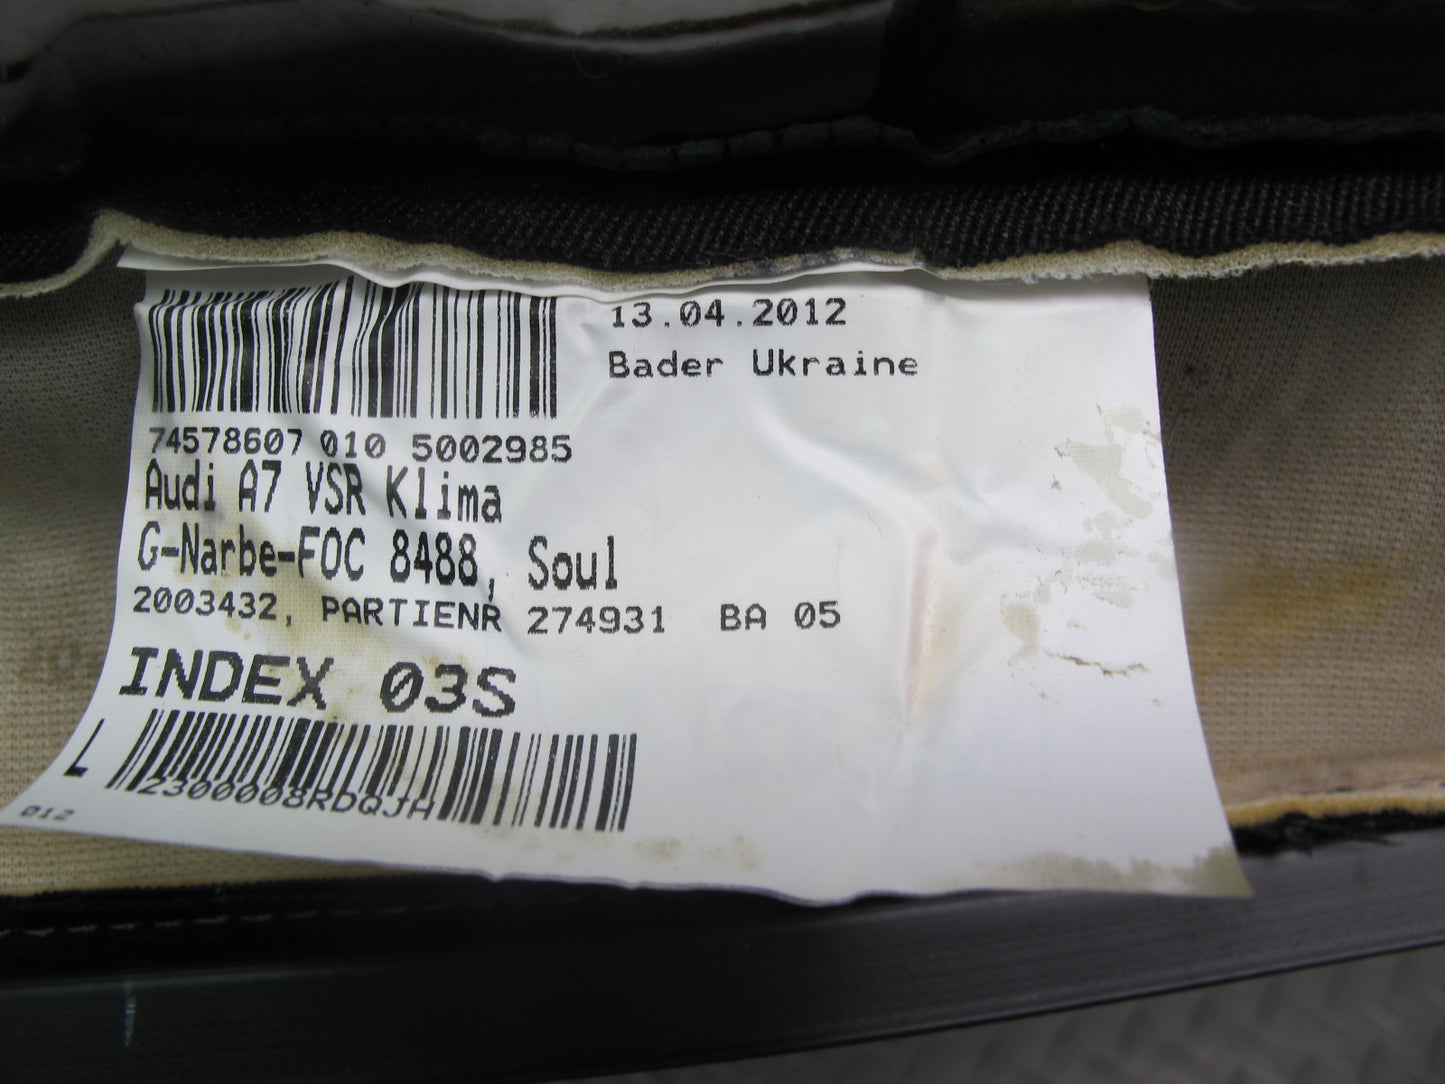 13.04.2012
Bader Ukraine
74578607 010 5002985
Audi A7 VSR Klima
G-Narbe-FOC 8488, Soul
2003432, PARTIENR 274931 BA 05
INDEX 03S
L
2300008RDQJH
012